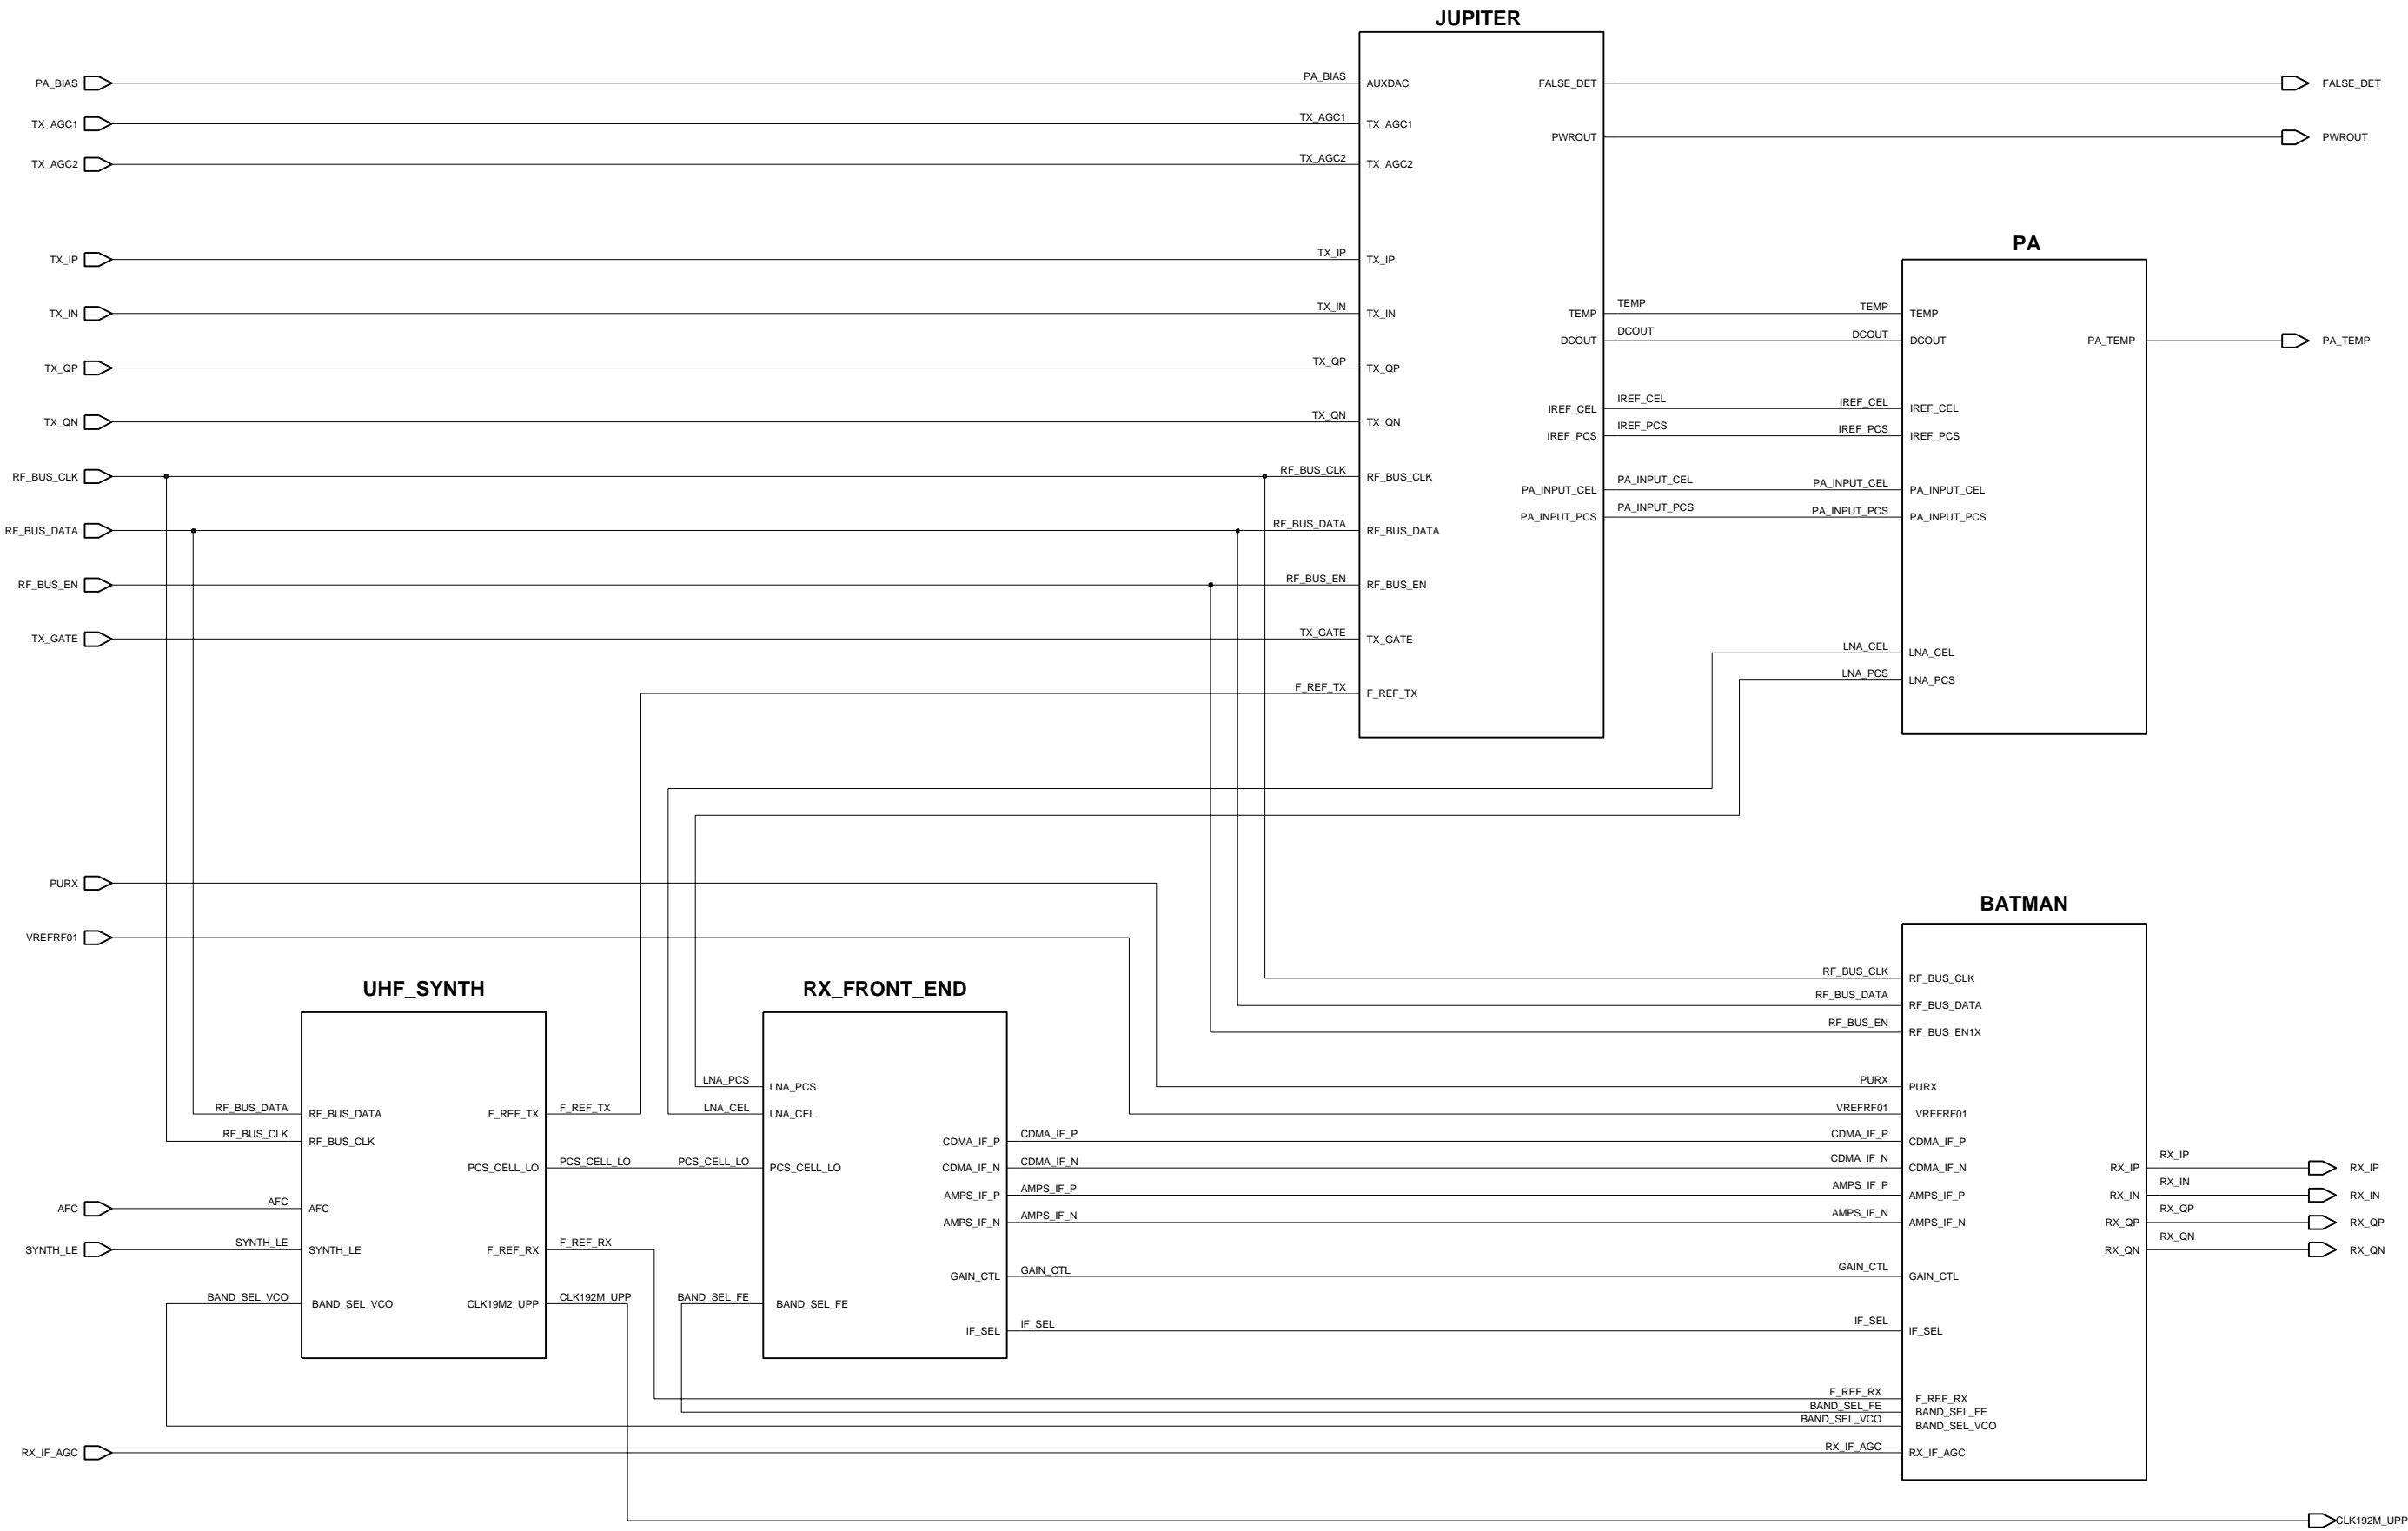 JUPITER
PA_BIAS PA_BIAS AUXDAC FALSE_DET FALSE_DET
TX_AGC1 TX_AGC1 TX_AGC1
PWROUT PWROUT
TX_AGC2 TX_AGC2 TX_AGC2
PA
TX_IP TX_IP TX_IP
TX_IN TX_IN TX_IN TEMP TEMP TEMP TEMP
DCOUT DCOUT DCOUT DCOUT PA_TEMP PA_TEMP
TX_QP TX_QP TX_QP
IREF_CEL IREF_CEL IREF_CEL IREF_CEL
TX_QN TX_QN TX_QN
IREF_PCS IREF_PCS IREF_PCS IREF_PCS
RF_BUS_CLK RF_BUS_CLK RF_BUS_CLK
PA_INPUT_CEL PA_INPUT_CEL PA_INPUT_CEL PA_INPUT_CEL
PA_INPUT_PCS PA_INPUT_PCS PA_INPUT_PCS PA_INPUT_PCS
RF_BUS_DATA RF_BUS_DATA RF_BUS_DATA
RF_BUS_EN RF_BUS_EN RF_BUS_EN
TX_GATE TX_GATE TX_GATE
LNA_CEL LNA_CEL
LNA_PCS LNA_PCS
F_REF_TX F_REF_TX
PURX
BATMAN
VREFRF01
RF_BUS_CLK RF_BUS_CLK
UHF_SYNTH RX_FRONT_END
RF_BUS_DATA RF_BUS_DATA
RF_BUS_EN RF_BUS_EN1X
LNA_PCS LNA_PCS PURX PURX
RF_BUS_DATA RF_BUS_DATA F_REF_TX F_REF_TX LNA_CEL LNA_CEL VREFRF01 VREFRF01
RF_BUS_CLK RF_BUS_CLK CDMA_IF_P CDMA_IF_P CDMA_IF_P CDMA_IF_P
PCS_CELL_LO PCS_CELL_LO PCS_CELL_LO PCS_CELL_LO CDMA_IF_N CDMA_IF_N CDMA_IF_N CDMA_IF_N RX_IP RX_IP RX_IP
AMPS_IF_P AMPS_IF_P AMPS_IF_P AMPS_IF_P RX_IN RX_IN RX_IN
AFC AFC AFC
AMPS_IF_N AMPS_IF_N AMPS_IF_N AMPS_IF_N RX_QP RX_QP RX_QP
SYNTH_LE SYNTH_LE SYNTH_LE F_REF_RX F_REF_RX RX_QN RX_QN RX_QN
GAIN_CTL GAIN_CTL GAIN_CTL GAIN_CTL
BAND_SEL_VCO BAND_SEL_VCO CLK19M2_UPP CLK192M_UPP BAND_SEL_FE BAND_SEL_FE
IF_SEL IF_SEL IF_SEL IF_SEL
F_REF_RX F_REF_RX
BAND_SEL_FE BAND_SEL_FE
BAND_SEL_VCO BAND_SEL_VCO
RX_IF_AGC RX_IF_AGC RX_IF_AGC
CLK192M_UPP